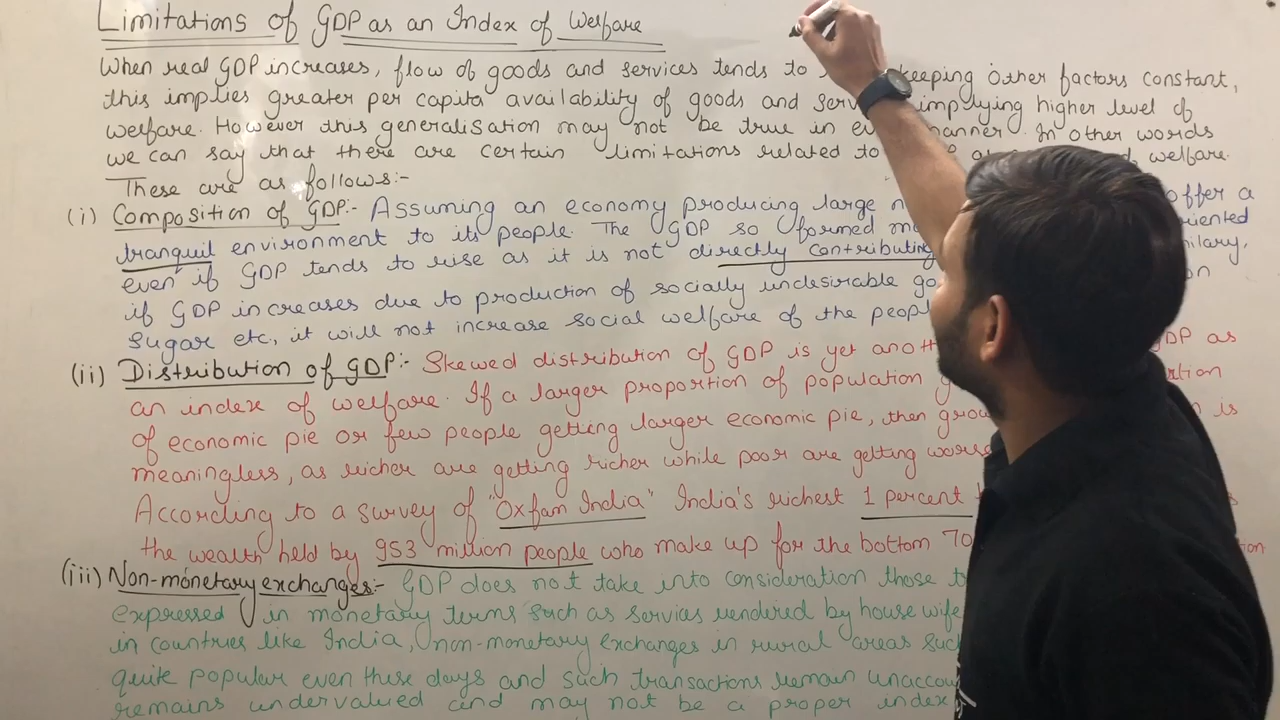 Limitations of GDP as an Index of Welfare
When real GDP increases, flow of goods and services tends to keeping other factors constant,
this implies greater per capita availability of goods and serv implying higher level of
welfare. However this generalisation may not be true in ev manner. In other words
we can say that there are certain limitations related to welfare.
These are as follows:-
(i) Composition of GDP:- Assuming an economy producing large n offer a
tranquil environment to its people. The GDP so formed m oriented
even if GDP tends to rise as it is not directly contributing
if GDP increases due to production of socially undesirable go
Sugar etc, it will not increase social welfare of the peopl
(ii) Distribution of GDP:- Skewed distribution of GDP is yet anoth GDP as
an index of welfare. If a larger proportion of population g
of economic pie or few people getting larger economic pie, then grow is
meaningless, as richer are getting richer while poor are getting worse
According to a survey of "Oxfam India" India's richest 1 percent
the wealth held by 953 million people who make up for the bottom 70
(iii) Non-monetary exchanges:- GDP does not take into consideration those t
expressed in monetary terms such as servias rendered by house wife
in countries like India, non-monetary exchanges in rural areas suc
quite popular even these days and such transactions remain unaccou
remains undervalued and may not be a proper index